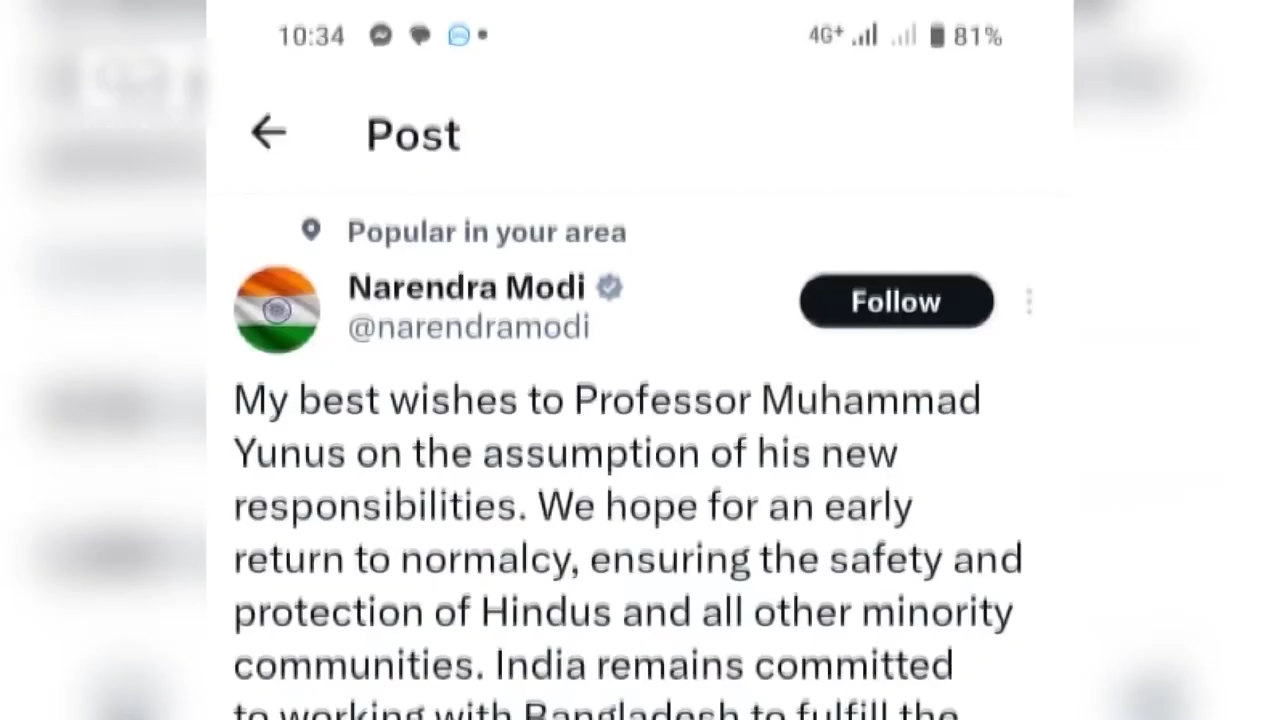 10:34
4G+ 81%
Post
Popular in your area
Narendra Modi
@narendramodi
Follow
My best wishes to Professor Muhammad
Yunus on the assumption of his new
responsibilities. We hope for an early
return to normalcy, ensuring the safety and
protection of Hindus and all other minority
communities. India remains committed
to working with Bangladesh to fulfill the